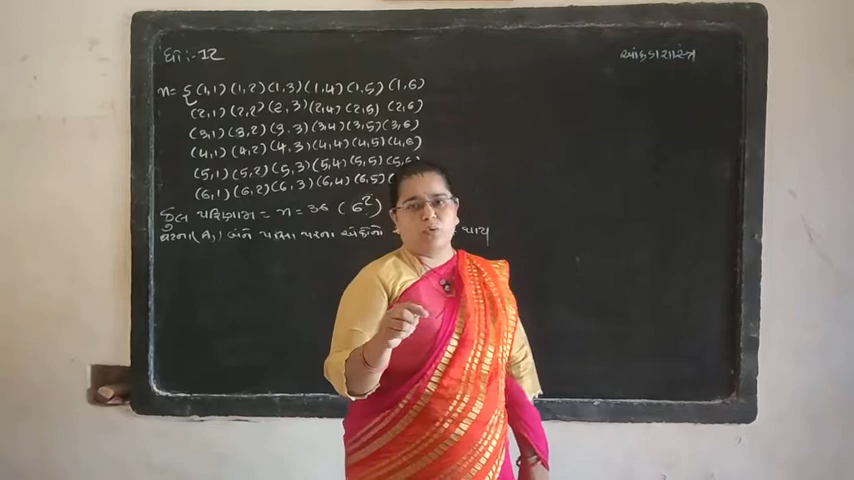 ધો :- 12
આંકડાશાસ્ત્ર
n = { (1,1) (1,2) (1,3) (1,4) (1,5) (1,6)
(2,1) (2,2) (2,3) (2,4) (2,5) (2,6)
(3,1) (3,2) (3,3) (3,4) (3,5) (3,6)
(4,1) (4,2) (4,3) (4,4) (4,5) (4,6)
(5,1) (5,2) (5,3) (5,4) (5,5) (5,6)
(6,1) (6,2) (6,3) (6,4) (6,5)
કુલ પરિણામ = n = 36 (6²)
ઘટના (A₁) બંને પાસા પરના અંકોનો થાય